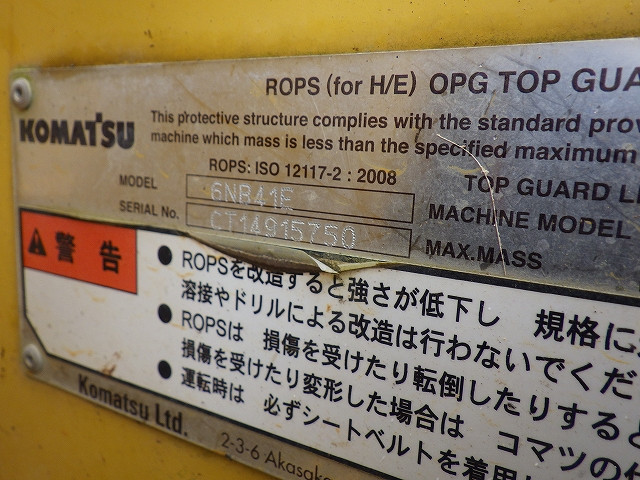 ROPS (for H/E) OPG TOP GUA
KOMATSU
This protective structure complies with the standard prov
machine which mass is less than the specified maximum
ROPS: ISO 12117-2 : 2008
MODEL 6NB41E TOP GUARD L
SERIAL No. CT14915750 MACHINE MODEL
MAX.MASS
警告
● ROPSを改造すると強さが低下し 規格に
溶接やドリルによる改造は行わないでくだ
● ROPSは 損傷を受けたり転倒したりすると
損傷を受けたり変形した場合は コマツの
● 運転時は 必ずシートベルトを着用
Komatsu Ltd.
2-3-6 Akasaka